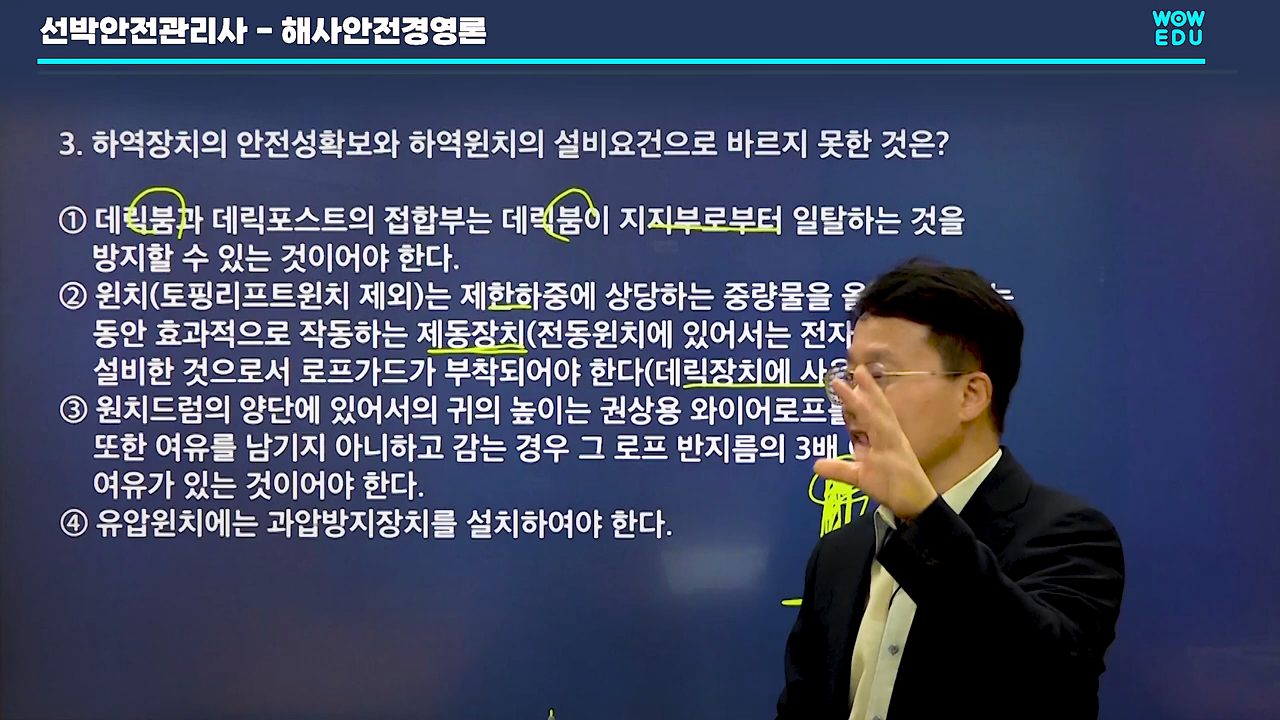 선박안전관리사 – 해사안전경영론
WOW
EDU
3. 하역장치의 안전성확보와 하역윈치의 설비요건으로 바르지 못한 것은?
① 데릭붐과 데릭포스트의 접합부는 데릭붐이 지지부로부터 일탈하는 것을
방지할 수 있는 것이어야 한다.
② 윈치(토핑리프트윈치 제외)는 제한하중에 상당하는 중량물을 는
동안 효과적으로 작동하는 제동장치(전동윈치에 있어서는 전자
설비한 것으로서 로프가드가 부착되어야 한다(데릭장치에
③ 윈치드럼의 양단에 있어서의 귀의 높이는 권상용 와이어로프를
또한 여유를 남기지 아니하고 감는 경우 그 로프 반지름의 3배
여유가 있는 것이어야 한다.
④ 유압윈치에는 과압방지장치를 설치하여야 한다.